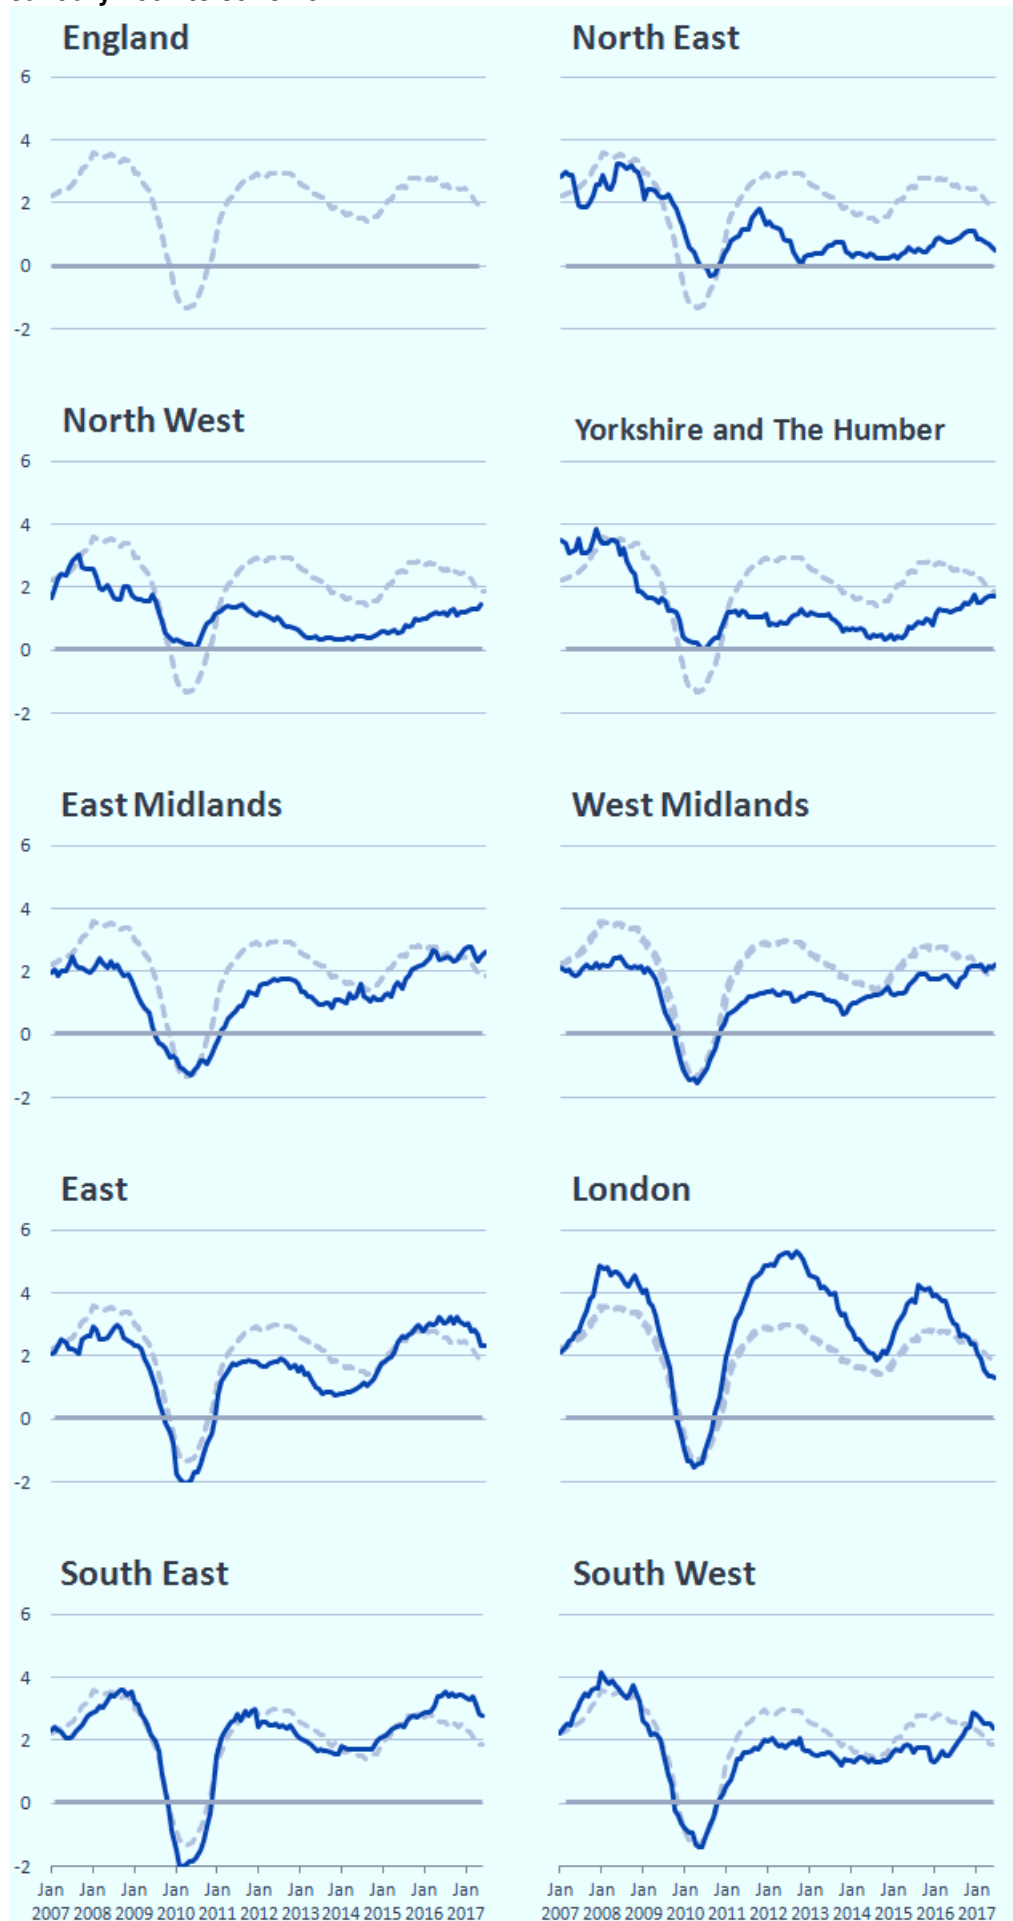 England
North East
6
4
2
0
-2
North West
Yorkshire and The Humber
6
4
2
0
-2
East Midlands
West Midlands
6
4
2
0
-2
East
London
6
4
2
0
-2
South East
South West
6
4
2
0
-2
Jan Jan Jan Jan Jan Jan Jan Jan Jan Jan Jan
2007 2008 2009 2010 2011 2012 2013 2014 2015 2016 2017
Jan Jan Jan Jan Jan Jan Jan Jan Jan Jan Jan
2007 2008 2009 2010 2011 2012 2013 2014 2015 2016 2017